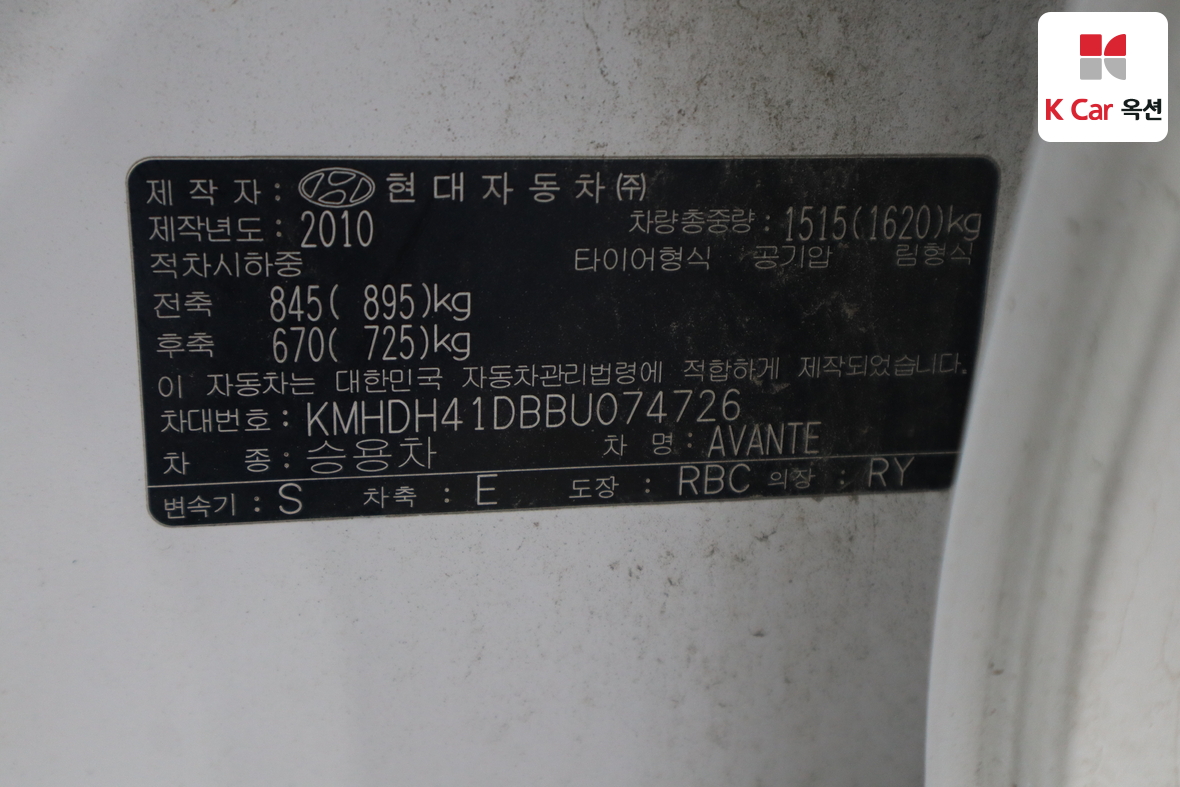 K Car 옥션
제 작 자 : 현 대 자 동 차 ㈜
제작년도 : 2010 차량총중량 : 1515(1620)kg
적차시하중 타이어형식 공기압 림형식
전축 845( 895)kg
후축 670( 725)kg
이 자동차는 대한민국 자동차관리법령에 적합하게 제작되었습니다.
차대번호 : KMHDH41DBBU074726
차 종 : 승용차 차 명 : AVANTE
변속기 : S 차축 : E 도장 : RBC 의장 : RY